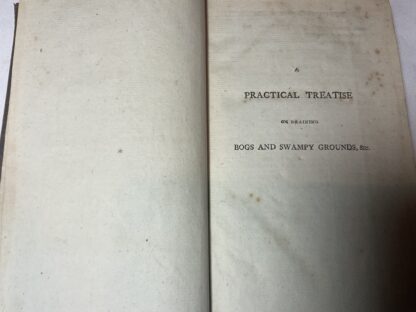 A
PRACTICAL TREATISE
ON DRAINING
BOGS AND SWAMPY GROUNDS, &c.